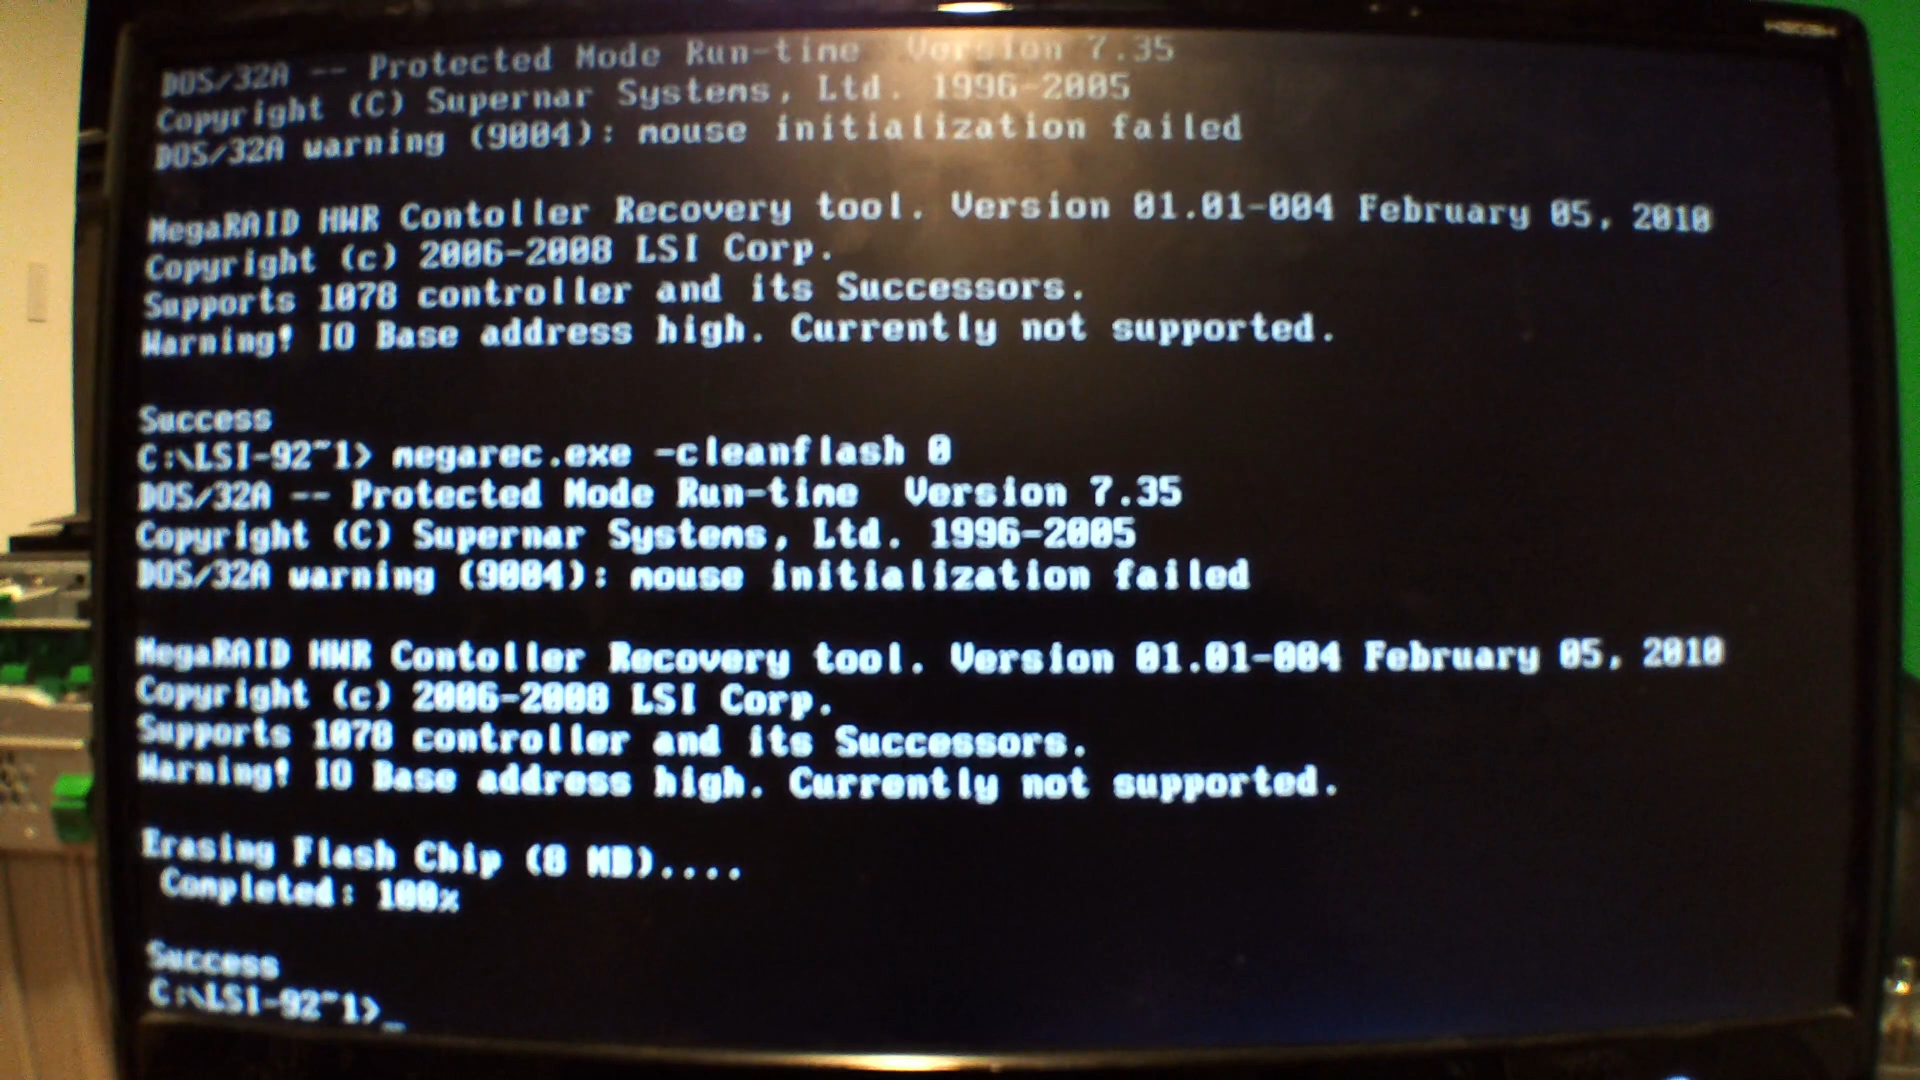 DOS/32A -- Protected Mode Run-time  Version 7.35
Copyright (C) Supernar Systems, Ltd. 1996-2005
DOS/32A warning (9004): mouse initialization failed
MegaRAID HWR Contoller Recovery tool. Version 01.01-004 February 05, 2010
Copyright (c) 2006-2008 LSI Corp.
Supports 1078 controller and its Successors.
Warning! IO Base address high. Currently not supported.
Success
C:\LSI-92~1> megarec.exe -cleanflash 0
DOS/32A -- Protected Mode Run-time  Version 7.35
Copyright (C) Supernar Systems, Ltd. 1996-2005
DOS/32A warning (9004): mouse initialization failed
MegaRAID HWR Contoller Recovery tool. Version 01.01-004 February 05, 2010
Copyright (c) 2006-2008 LSI Corp.
Supports 1078 controller and its Successors.
Warning! IO Base address high. Currently not supported.
Erasing Flash Chip (8 MB)....
Completed: 100%
Success
C:\LSI-92~1>_